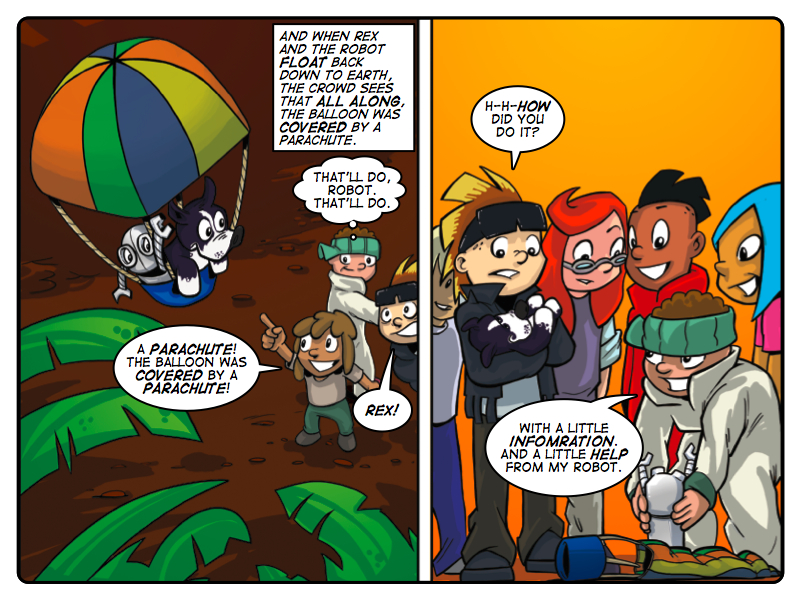 AND WHEN REX
AND THE ROBOT
FLOAT BACK
DOWN TO EARTH,
THE CROWD SEES
THAT ALL ALONG,
THE BALLOON WAS
COVERED BY A
PARACHUTE.
THAT'LL DO,
ROBOT.
THAT'LL DO.
A PARACHUTE!
THE BALLOON WAS
COVERED BY A
PARACHUTE!
REX!
H-H-HOW
DID YOU
DO IT?
WITH A LITTLE
INFOMRATION.
AND A LITTLE HELP
FROM MY ROBOT.